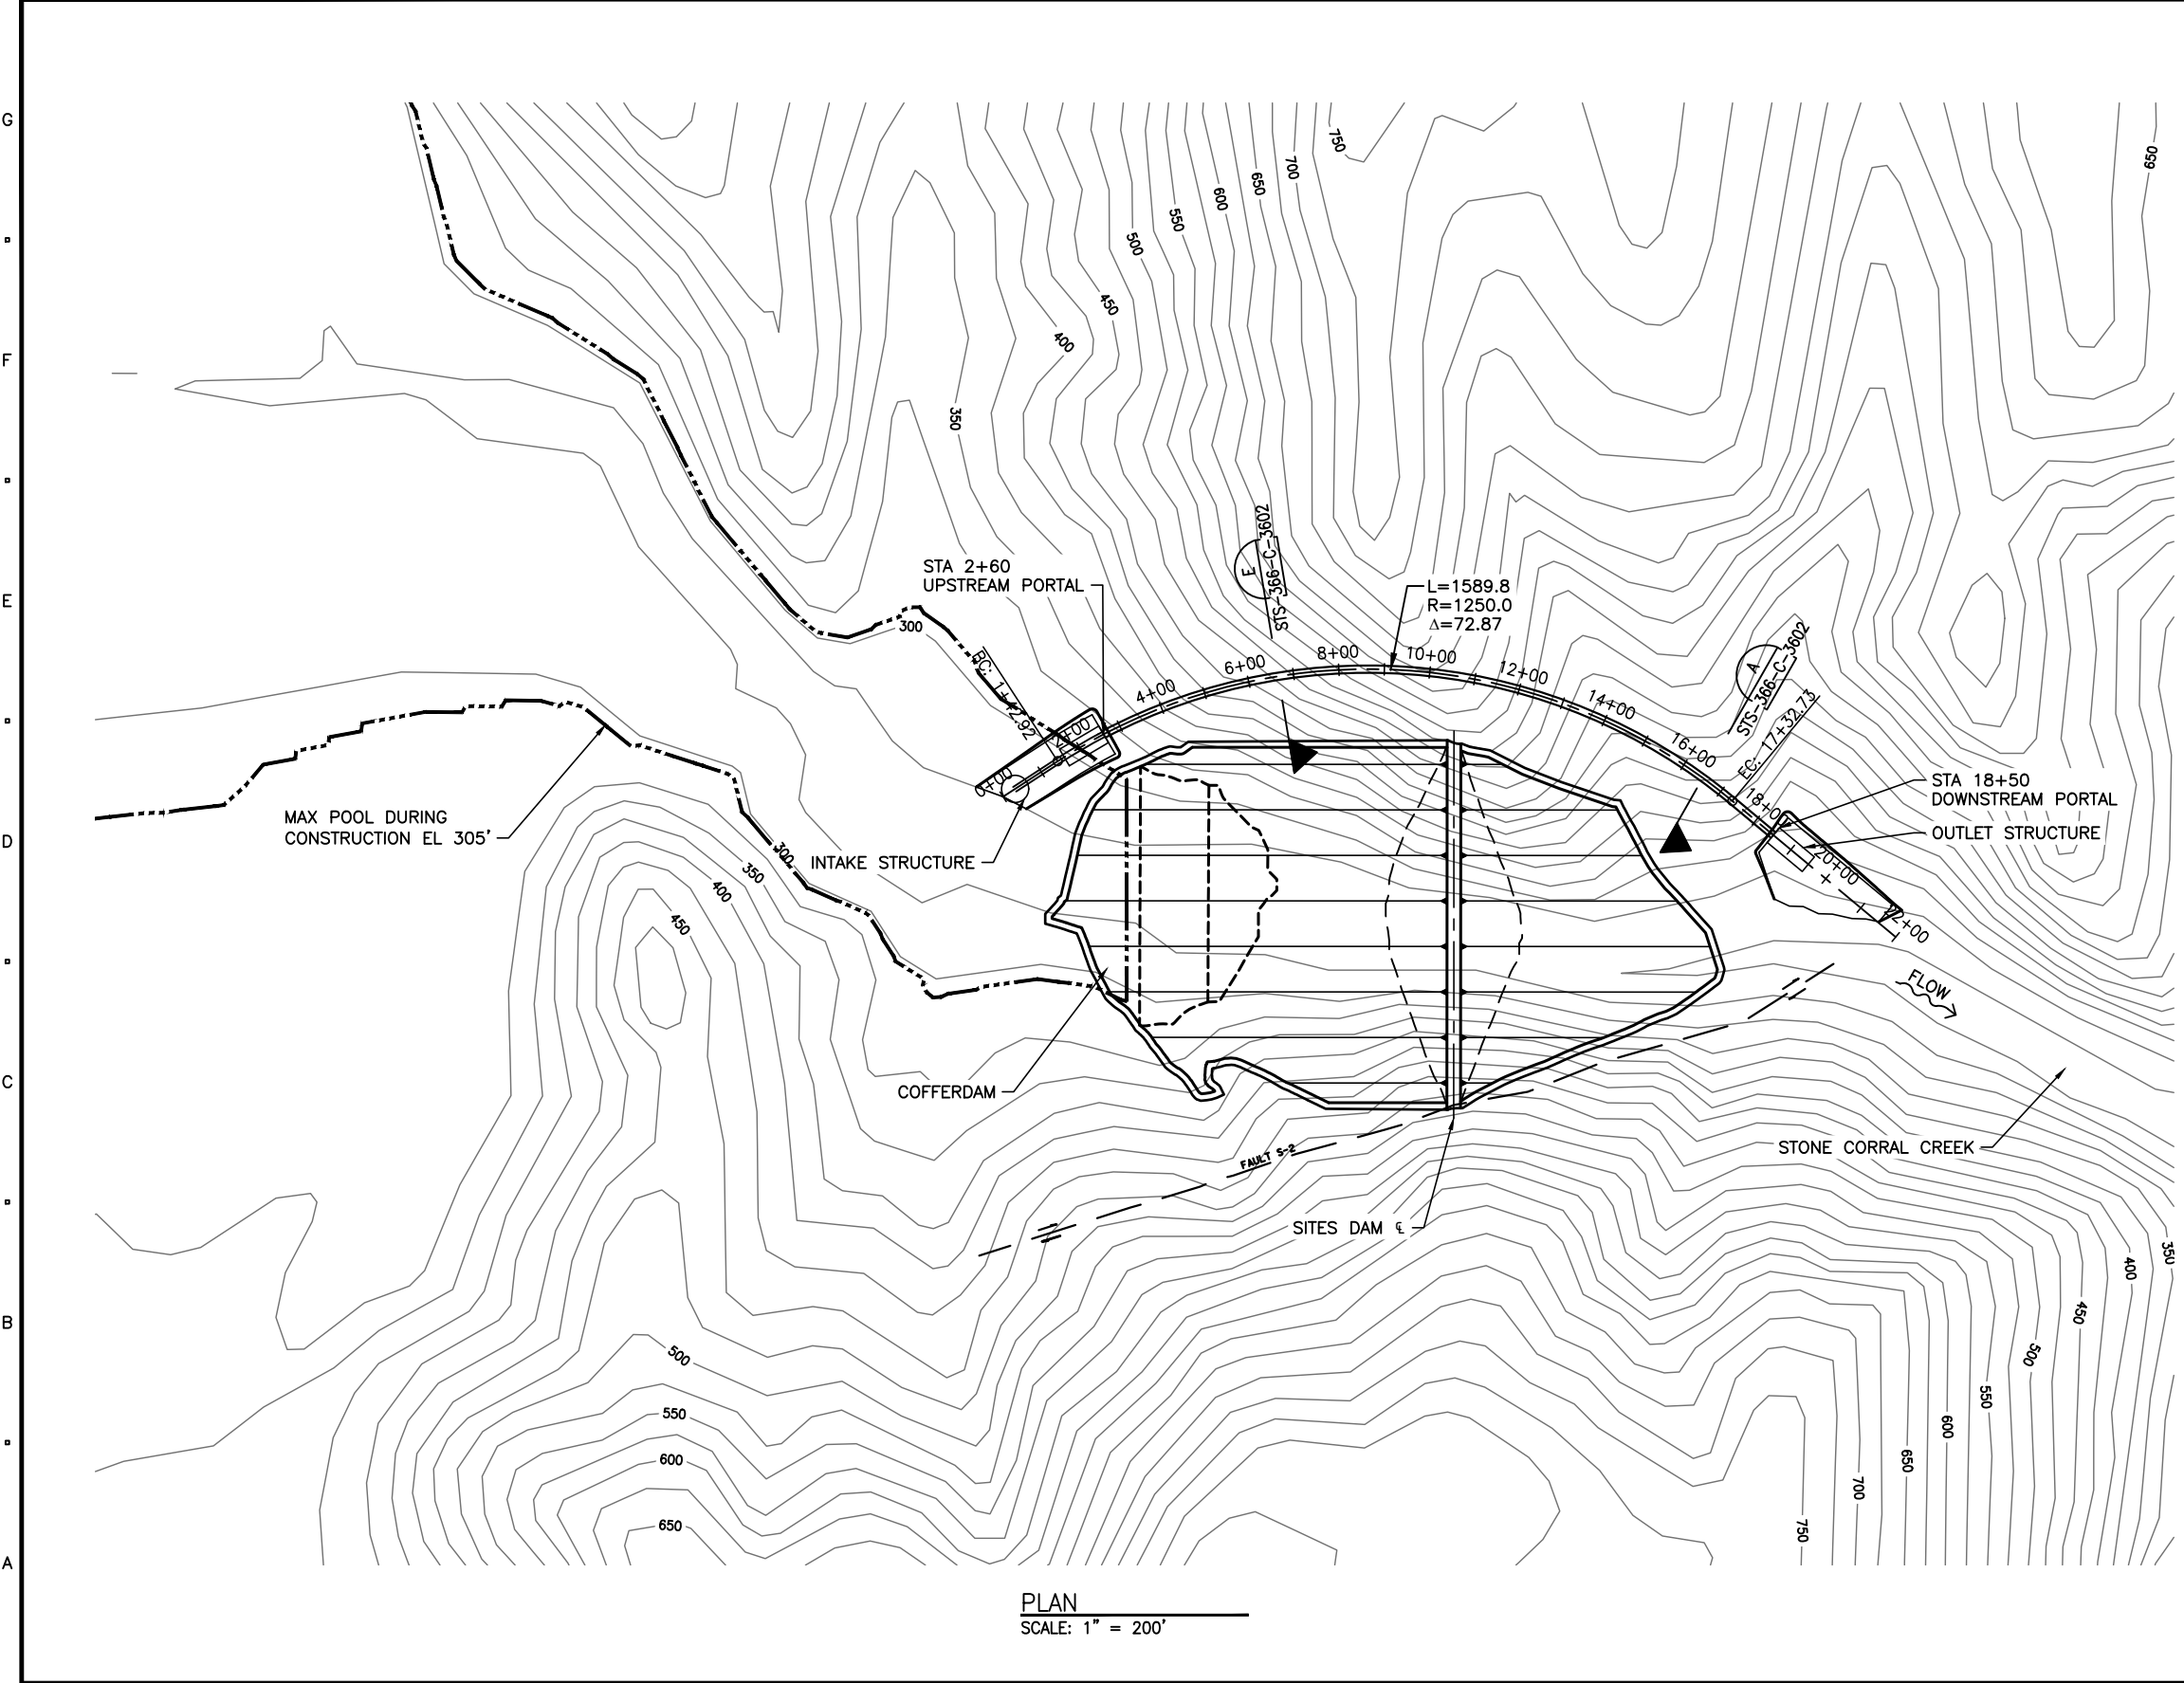 G
F
E
D
C
B
A
750
650
700
650
600
550
500
450
400
350
STS-366-C-3602
E
STA 2+60
UPSTREAM PORTAL
L=1589.8
R=1250.0
Δ=72.87
300
STS-366-C-3602
A
0+00
2+00
4+00
6+00
8+00
10+00
12+00
14+00
16+00
18+00
20+00
22+00
EC: 17+32.73
STA 18+50
DOWNSTREAM PORTAL
OUTLET STRUCTURE
MAX POOL DURING
CONSTRUCTION EL 305'
INTAKE STRUCTURE
300
350
400
450
FLOW
COFFERDAM
FAULT S-2
STONE CORRAL CREEK
SITES DAM ℄
350
400
450
500
550
600
650
700
750
500
550
600
650
PLAN
SCALE: 1" = 200'